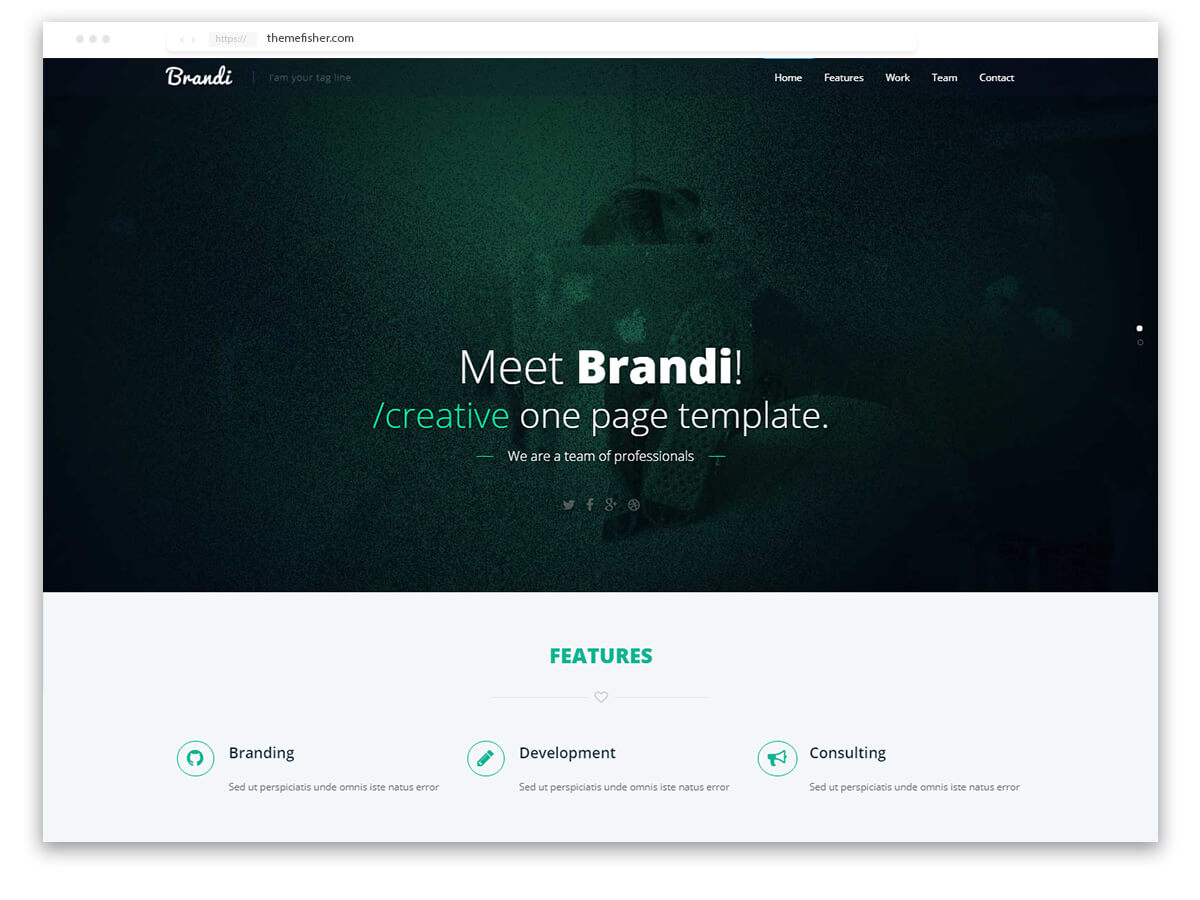 https:// themefisher.com
Brandi I'am your tag line Home Features Work Team Contact
Meet Brandi!
/creative one page template.
We are a team of professionals
FEATURES
Branding
Sed ut perspiciatis unde omnis iste natus error
Development
Sed ut perspiciatis unde omnis iste natus error
Consulting
Sed ut perspiciatis unde omnis iste natus error